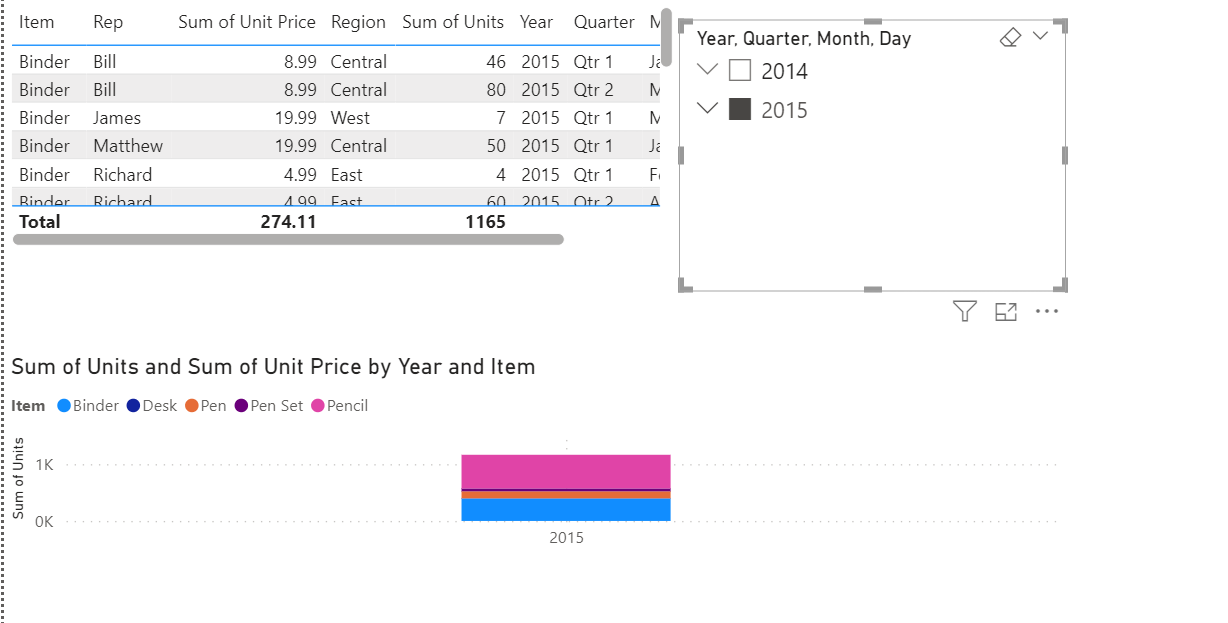 Item Rep Sum of Unit Price Region Sum of Units Year Quarter
Binder Bill 8.99 Central 46 2015 Qtr 1
Binder Bill 8.99 Central 80 2015 Qtr 2
Binder James 19.99 West 7 2015 Qtr 1
Binder Matthew 19.99 Central 50 2015 Qtr 1
Binder Richard 4.99 East 4 2015 Qtr 1
Binder Richard 4.99 East 60 2015 Qtr 2
Total 274.11 1165
Year, Quarter, Month, Day
2014
2015
Sum of Units and Sum of Unit Price by Year and Item
Item Binder Desk Pen Pen Set Pencil
Sum of Units
1K
0K
2015